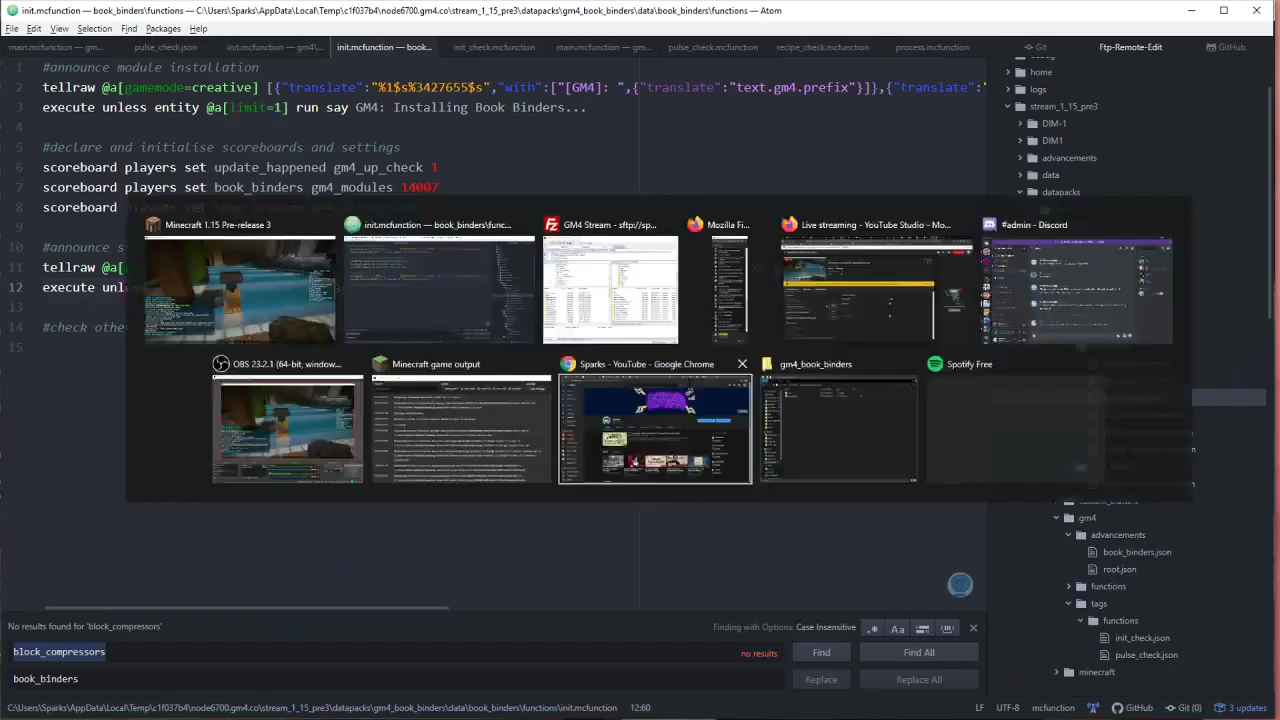 init.mcfunction — book_binders\functions — C:\Users\Sparks\AppData\Local\Temp\c1f037b4\node6700.gm4.co\stream_1_15_pre3\datapacks\gm4_book_binders\data\book_binders\functions — Atom
File Edit View Selection Find Packages Help
main.mcfunction — gm... pulse_check.json init.mcfunction — gm4\... init.mcfunction — book... init_check.mcfunction main.mcfunction — gm... pulse_check.mcfunction recipe_check.mcfunction process.mcfunction Git Ftp-Remote-Edit GitHub
1 #announce module installation
2 tellraw @a[gamemode=creative] [{"translate":"%1$s%3427655$s","with":["[GM4]: ",{"translate":"text.gm4.prefix"}]},{"translate":"
3 execute unless entity @a[limit=1] run say GM4: Installing Book Binders...
4
5 #declare and initialise scoreboards and settings
6 scoreboard players set update_happened gm4_up_check 1
7 scoreboard players set book_binders gm4_modules 14007
8 scoreboard
#announce s
tellraw @a[
execute unl
#check othe
15
home
logs
stream_1_15_pre3
DIM-1
DIM1
advancements
data
datapacks
Minecraft 1.15 Pre-release 3
init.mcfunction — book_binders\func...
GM4 Stream - sftp://sp...
Mozilla Fi...
Live streaming - YouTube Studio - Mo...
#admin - Discord
OBS 23.2.1 (64-bit, window...
Minecraft game output
Sparks - YouTube - Google Chrome
gm4_book_binders
Spotify Free
gm4
advancements
book_binders.json
root.json
functions
tags
functions
init_check.json
pulse_check.json
minecraft
No results found for 'block_compressors'
Finding with Options: Case Insensitive
.* Aa
block_compressors
no results
Find
Find All
book_binders
Replace
Replace All
C:\Users\Sparks\AppData\Local\Temp\c1f037b4\node6700.gm4.co\stream_1_15_pre3\datapacks\gm4_book_binders\data\book_binders\functions\init.mcfunction 12:60 LF UTF-8 mcfunction GitHub Git (0) 3 updates